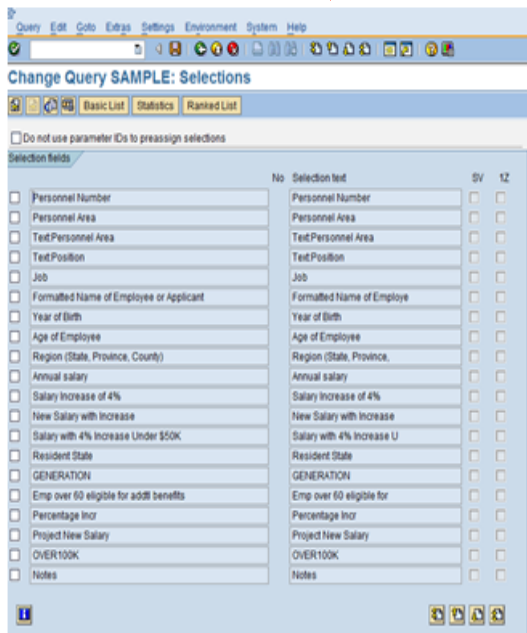 Query Edit Goto Extras Settings Environment System Help
Change Query SAMPLE: Selections
Basic List Statistics Ranked List
Do not use parameter IDs to preassign selections
Selection fields
No Selection text SV 1Z
Personnel Number Personnel Number
Personnel Area Personnel Area
Text:Personnel Area Text:Personnel Area
Text:Position Text:Position
Job Job
Formatted Name of Employee or Applicant Formatted Name of Employe
Year of Birth Year of Birth
Age of Employee Age of Employee
Region (State, Province, County) Region (State, Province,
Annual salary Annual salary
Salary Increase of 4% Salary Increase of 4%
New Salary with Increase New Salary with Increase
Salary with 4% Increase Under $50K Salary with 4% Increase U
Resident State Resident State
GENERATION GENERATION
Emp over 60 eligible for addtl benefits Emp over 60 eligible for
Percentage Incr Percentage Incr
Project New Salary Project New Salary
OVER100K OVER100K
Notes Notes